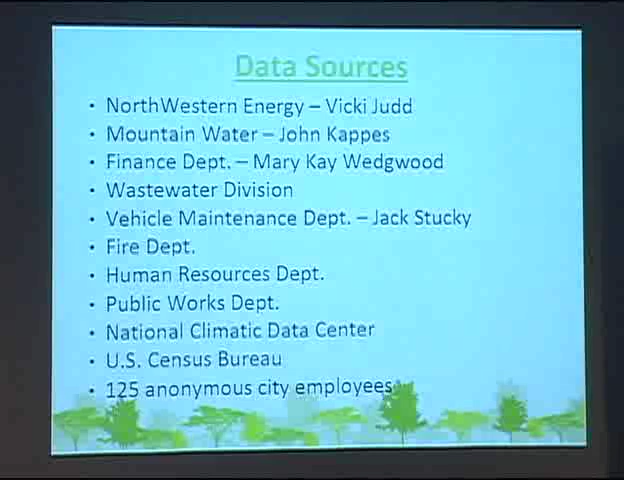 Data Sources
• NorthWestern Energy – Vicki Judd
• Mountain Water – John Kappes
• Finance Dept. – Mary Kay Wedgwood
• Wastewater Division
• Vehicle Maintenance Dept. – Jack Stucky
• Fire Dept.
• Human Resources Dept.
• Public Works Dept.
• National Climatic Data Center
• U.S. Census Bureau
• 125 anonymous city employees